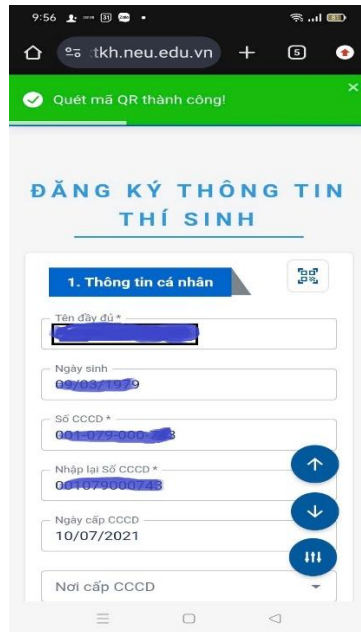 9:56
tkh.neu.edu.vn
5
Quét mã QR thành công!
ĐĂNG KÝ THÔNG TIN
THÍ SINH
1. Thông tin cá nhân
Tên đầy đủ *
Ngày sinh
Số CCCD *
Nhập lại Số CCCD *
Ngày cấp CCCD
10/07/2021
Nơi cấp CCCD